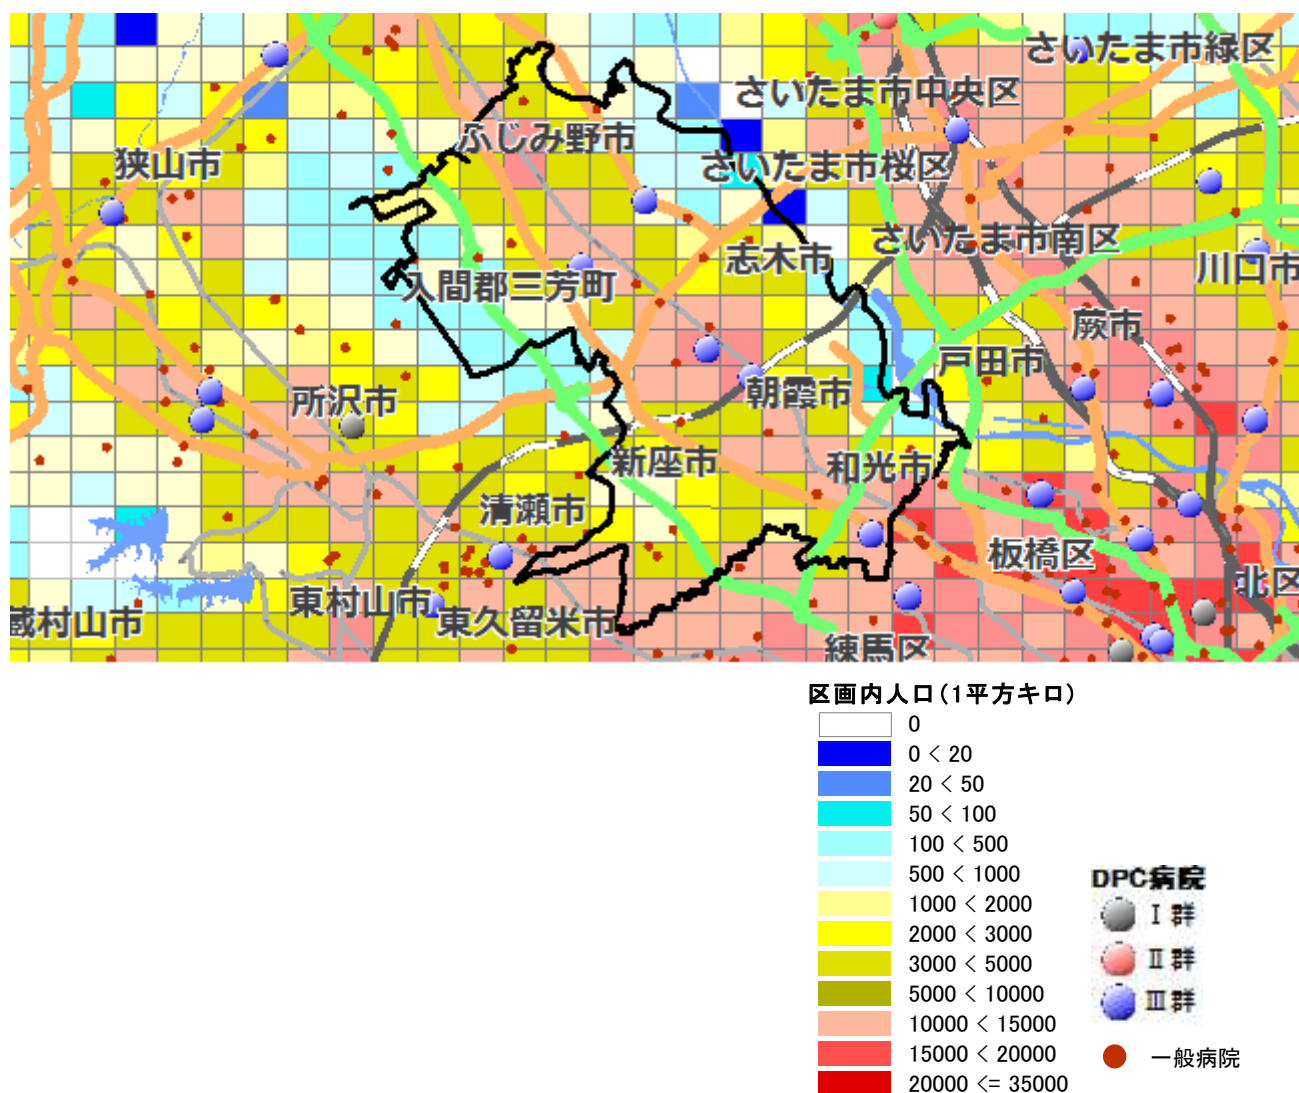 さいたま市緑区
さいたま市中央区
ふじみ野市
狭山市
さいたま市桜区
さいたま市南区
志木市
川口市
入間郡三芳町
蕨市
戸田市
所沢市
朝霞市
新座市
和光市
清瀬市
板橋区
北区
東村山市
蔵村山市
東久留米市
練馬区
区画内人口(1平方キロ)
0
0 < 20
20 < 50
50 < 100
100 < 500
500 < 1000
1000 < 2000
2000 < 3000
3000 < 5000
5000 < 10000
10000 < 15000
15000 < 20000
20000 <= 35000
DPC病院
Ⅰ群
Ⅱ群
Ⅲ群
一般病院